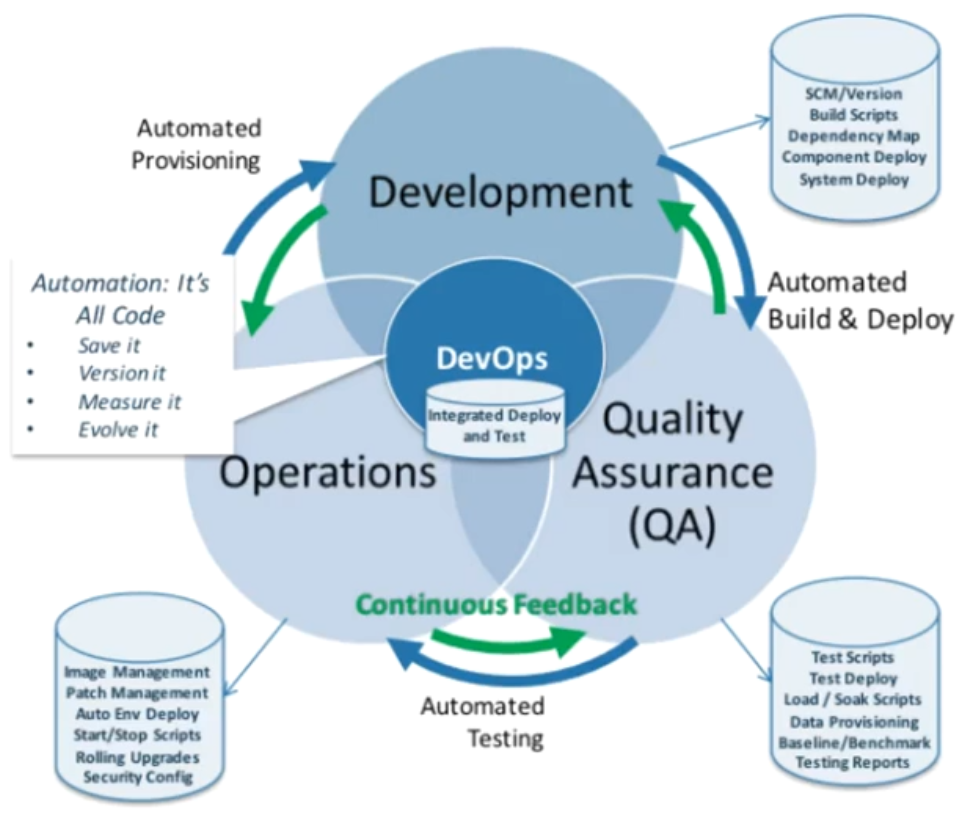 SCM/Version
Build Scripts
Dependency Map
Component Deploy
System Deploy
Automated
Provisioning
Development
Automation: It's
All Code
• Save it
• Version it
• Measure it
• Evolve it
Automated
Build & Deploy
DevOps
Integrated Deploy
and Test
Operations
Quality
Assurance
(QA)
Continuous Feedback
Automated
Testing
Image Management
Patch Management
Auto Env Deploy
Start/Stop Scripts
Rolling Upgrades
Security Config
Test Scripts
Test Deploy
Load / Soak Scripts
Data Provisioning
Baseline/Benchmark
Testing Reports